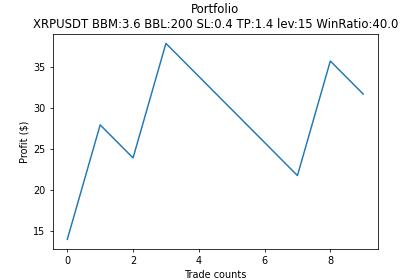 Portfolio
XRPUSDT BBM:3.6 BBL:200 SL:0.4 TP:1.4 lev:15 WinRatio:40.0
35
30
25
20
15
Profit ($)
0 2 4 6 8
Trade counts